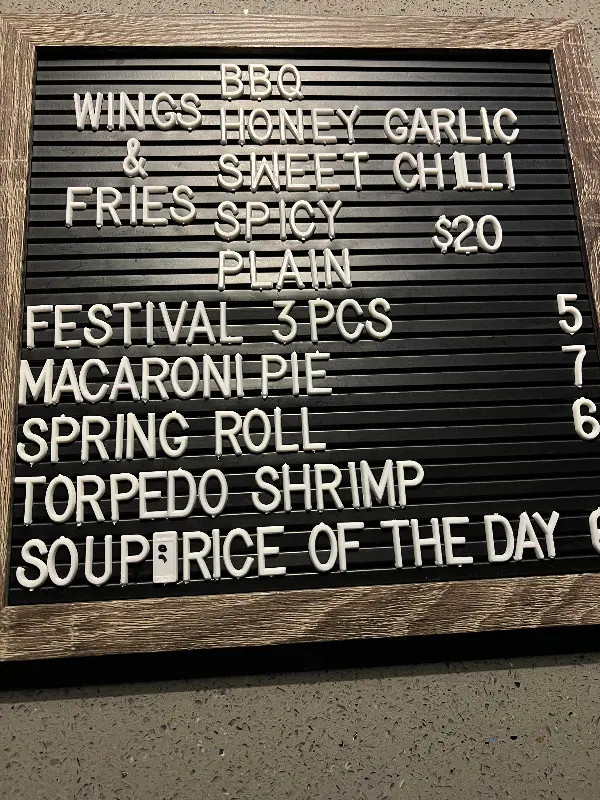 BBQ
WINGS HONEY GARLIC
& SWEET CHILLI
FRIES SPICY $20
PLAIN
FESTIVAL 3PCS 5
MACARONI PIE 7
SPRING ROLL 6
TORPEDO SHRIMP
SOUP RICE OF THE DAY